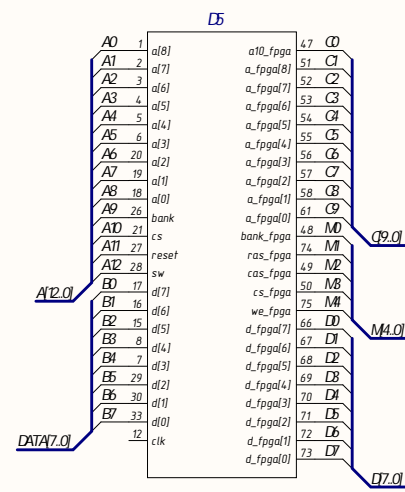 D5
A0 1 a[8] a10_fpga 47 C0
A1 2 a[7] a_fpga[8] 51 C1
A2 3 a[6] a_fpga[7] 52 C2
A3 4 a[5] a_fpga[6] 53 C3
A4 5 a[4] a_fpga[5] 54 C4
A5 6 a[3] a_fpga[4] 55 C5
A6 20 a[2] a_fpga[3] 56 C6
A7 19 a[1] a_fpga[2] 57 C7
A8 18 a[0] a_fpga[1] 58 C8
A9 26 bank a_fpga[0] 61 C9
A10 21 cs bank_fpga 48 M0 C[9..0]
A11 27 reset ras_fpga 74 M1
A12 28 sw cas_fpga 49 M2
A[12..0] B0 17 d[7] cs_fpga 50 M3
B1 16 d[6] we_fpga 75 M4
B2 15 d[5] d_fpga[7] 66 D0 M[4..0]
B3 8 d[4] d_fpga[6] 67 D1
B4 7 d[3] d_fpga[5] 68 D2
B5 29 d[2] d_fpga[4] 69 D3
B6 30 d[1] d_fpga[3] 70 D4
B7 33 d[0] d_fpga[2] 71 D5
DATA[7..0] 12 clk d_fpga[1] 72 D6
d_fpga[0] 73 D7
D[7..0]